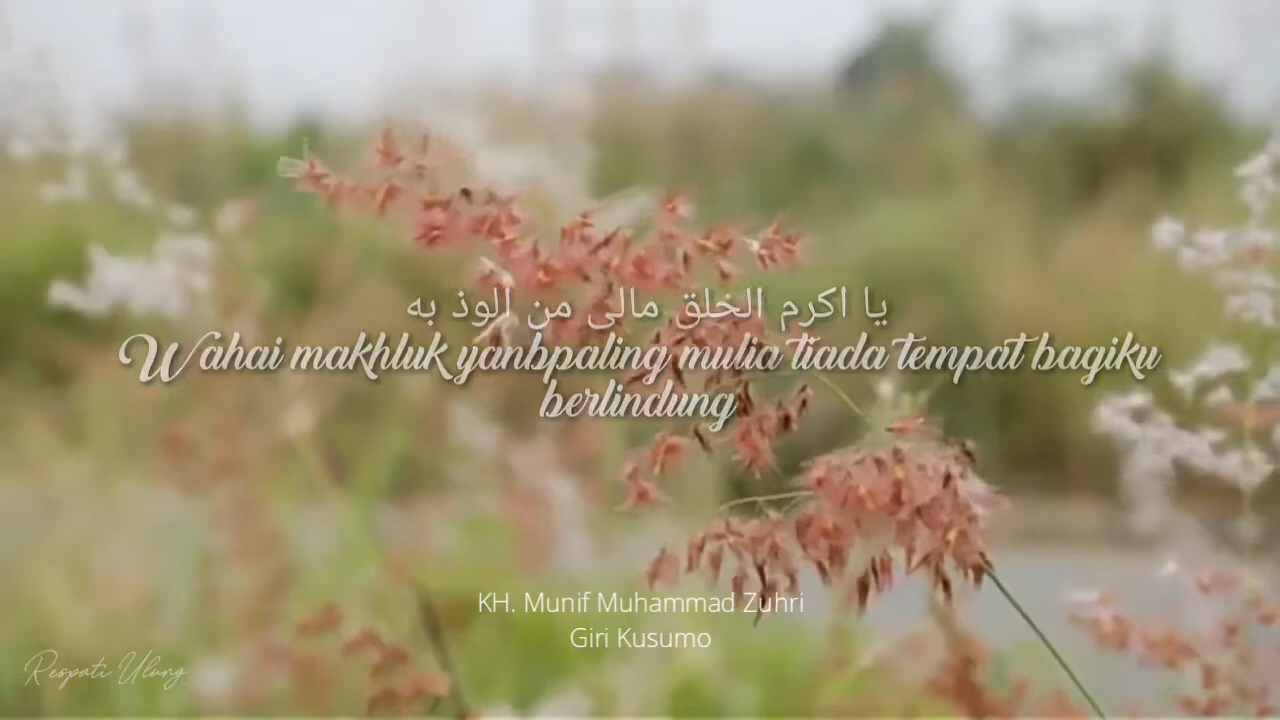 يا اكرم الخلق مالى من الوذ به
Wahai makhluk yanbpaling mulia tiada tempat bagiku
berlindung
KH. Munif Muhammad Zuhri
Giri Kusumo
Respati Ulung